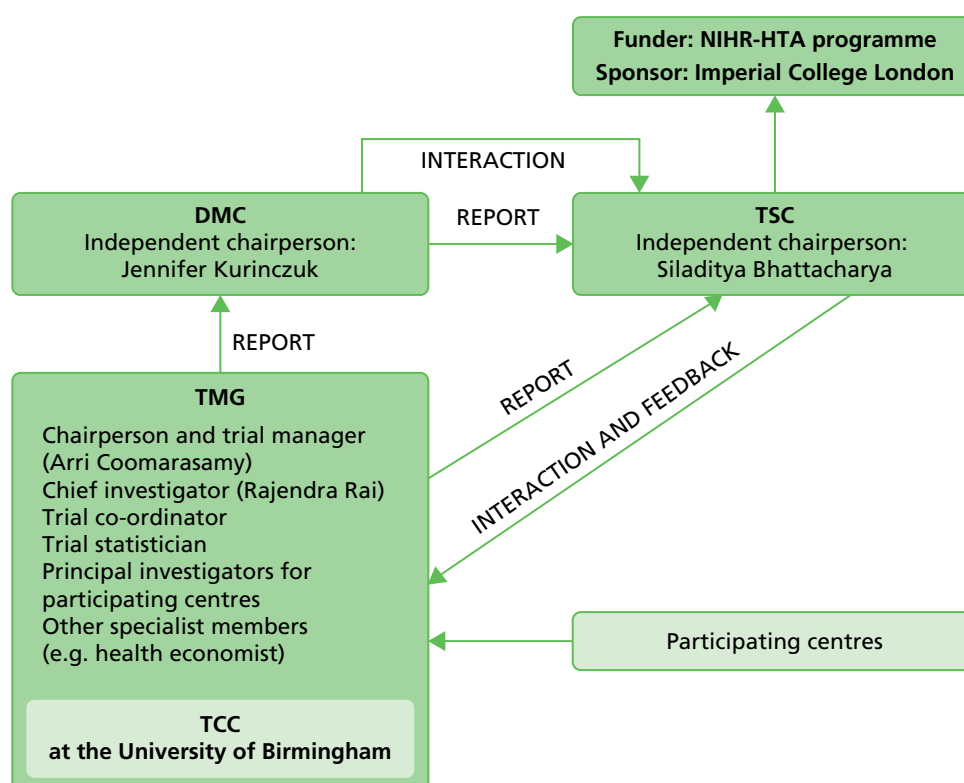 Funder: NIHR-HTA programme
Sponsor: Imperial College London
INTERACTION
DMC
Independent chairperson:
Jennifer Kurinczuk
REPORT
TSC
Independent chairperson:
Siladitya Bhattacharya
REPORT
REPORT
INTERACTION AND FEEDBACK
TMG
Chairperson and trial manager
(Arri Coomarasamy)
Chief investigator (Rajendra Rai)
Trial co-ordinator
Trial statistician
Principal investigators for
participating centres
Other specialist members
(e.g. health economist)
Participating centres
TCC
at the University of Birmingham